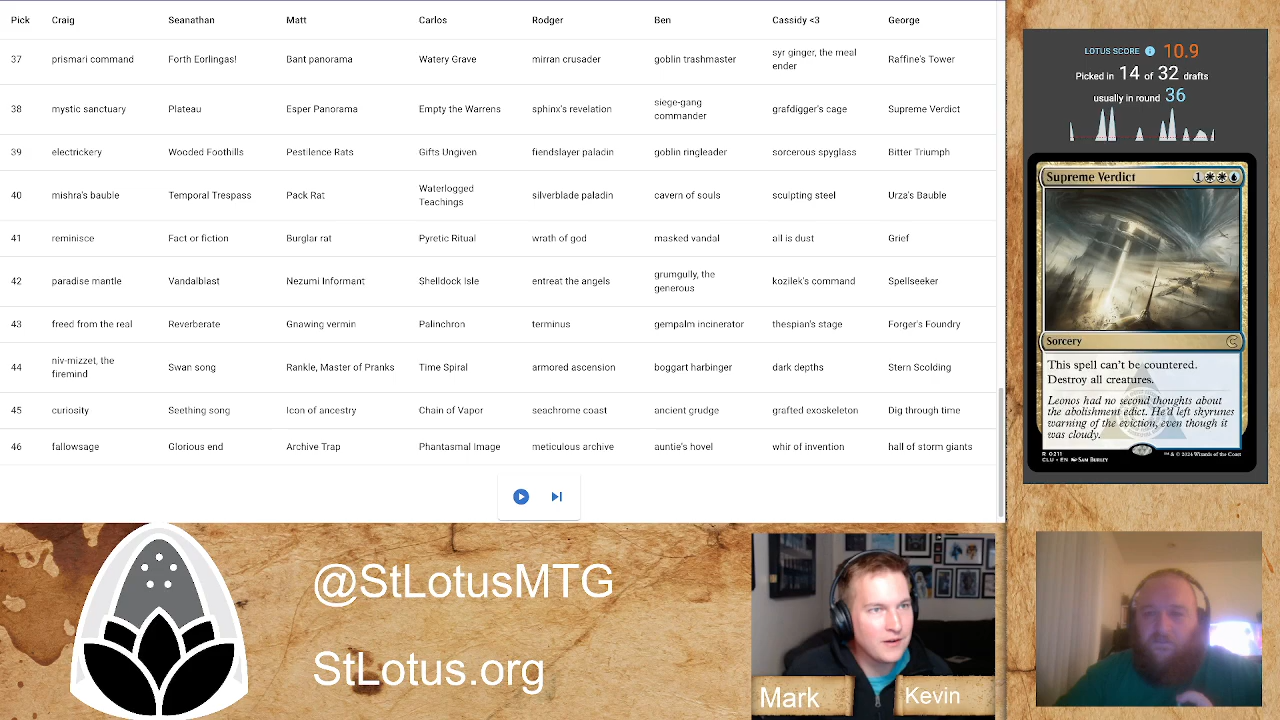 Pick Craig Seanathan Matt Carlos Rodger Ben Cassidy <3 George
37 prismari command Forth Eorlingas! Bant panorama Watery Grave mirran crusader goblin trashmaster syr ginger, the meal ender Raffine's Tower
38 mystic sanctuary Plateau Esper Panorama Empty the Warrens sphinx's revelation siege-gang commander grafdigger's cage Supreme Verdict
39 electrickery Wooded Foothills Pestilence Rats Gifts Ungiven paladin goblin ringleader sorcerous spyglass Bitter Triumph
40 mishra's bauble Temporal Trespass Pack Rat Waterlogged Teachings silverblade paladin cavern of souls sculpting steel Urza's Bauble
41 reminisce Fact or fiction Burglar rat Pyretic Ritual wrath of god masked vandal all is dust Grief
42 paradise mantle Vandalblast Nezumi Informant Shelldock Isle entreat the angels grumgully, the generous kozilek's command Spellseeker
43 freed from the real Reverberate Gnawing vermin Palinchron terminus gempalm incinerator thespian's stage Forger's Foundry
44 niv-mizzet, the firemind Swan song Rankle, Master of Pranks Time armored ascension boggart harbinger dark depths Stern Scolding
45 curiosity Seething song Icon of ancestry Chain of Vapor seachrome coast ancient grudge grafted exoskeleton Dig through time
46 fallowsage Glorious end Archive Trap Phantasmal meticulous archive auntie's hovel whir of invention hall of storm giants
LOTUS SCORE 10.9
Picked in 14 of 32 drafts
usually in round 36
Supreme Verdict 1
Sorcery C
This spell can't be countered.
Destroy all creatures.
Leonos had no second thoughts about
the abolishment edict. He'd left skyrunes
warning of the eviction, even though it
was cloudy.
R 0211
CLU • EN SAM BURLEY ™ & © 2024 Wizards of the Coast
@StLotusMTG
StLotus.org
Mark
Kevin